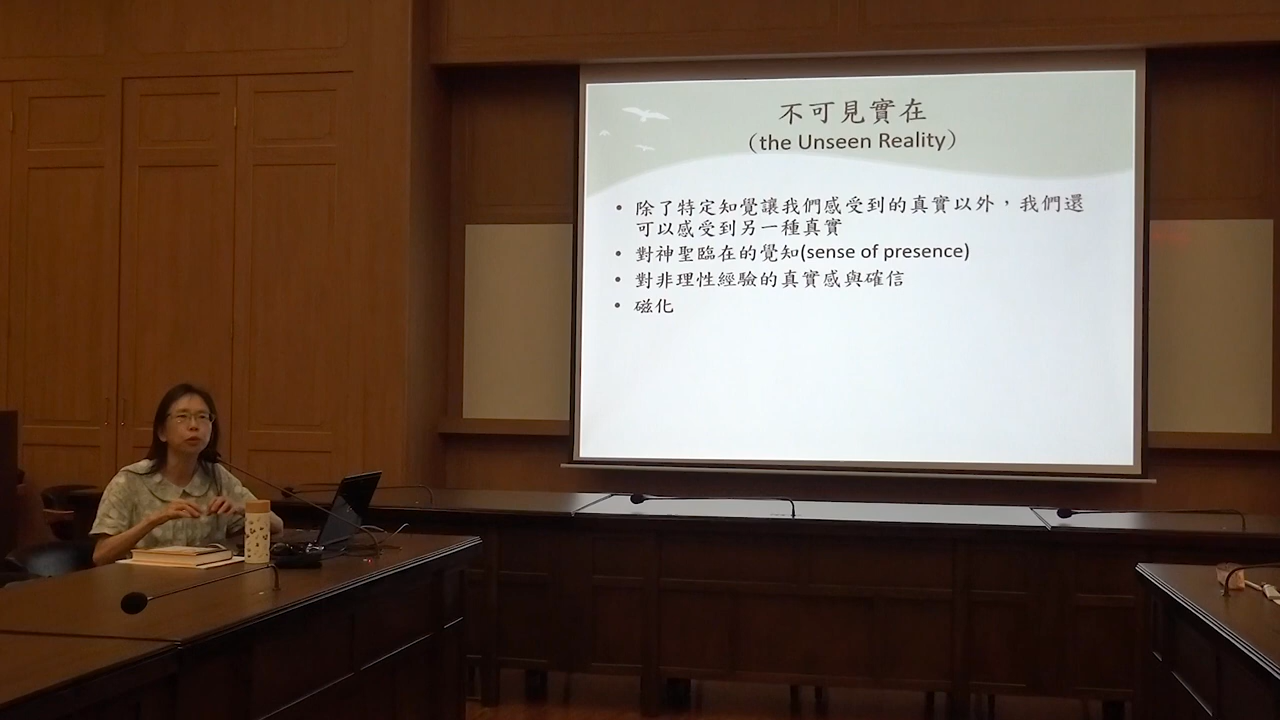 不可見實在
（the Unseen Reality）
• 除了特定知覺讓我們感受到的真實以外，我們還
可以感受到另一種真實
• 對神聖臨在的覺知(sense of presence)
• 對非理性經驗的真實感與確信
• 磁化